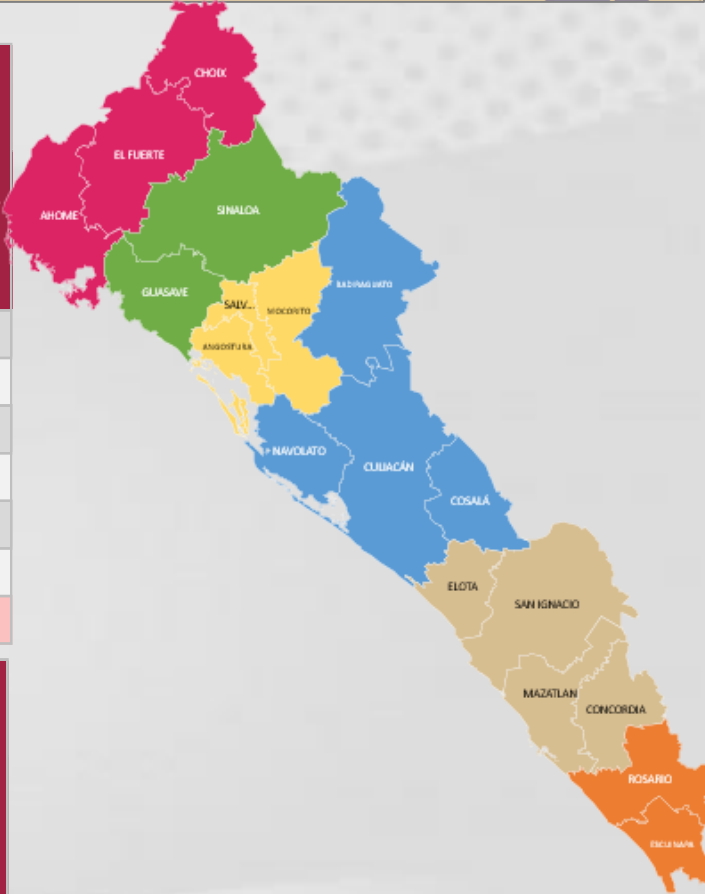 CHOIX
EL FUERTE
AHOME
SINALOA
GUASAVE
SALV...
MOCORITO
BADIRAGUATO
ANGOSTURA
NAVOLATO
CULIACÁN
COSALÁ
ELOTA
SAN IGNACIO
MAZATLAN
CONCORDIA
ROSARIO
ESCUINAPA